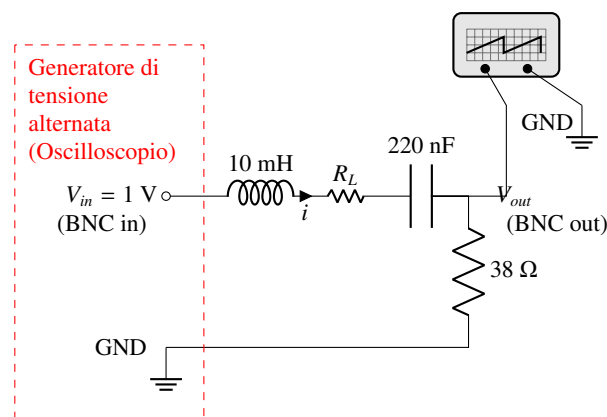 Generatore di
tensione
alternata
(Oscilloscopio)
GND
10 mH
R_L
220 nF
V_in = 1 V
(BNC in)
i
V_out
(BNC out)
38 Ω
GND